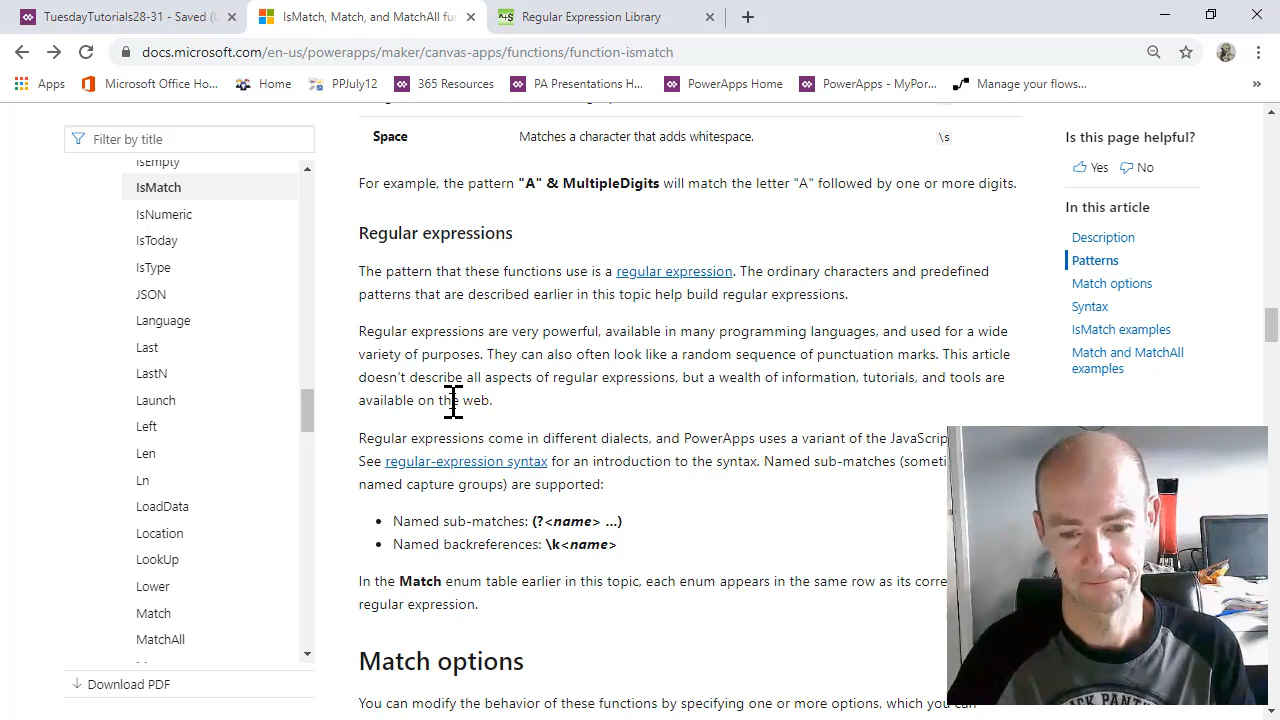 TuesdayTutorials28-31 - Saved (
IsMatch, Match, and MatchAll fu
Regular Expression Library
docs.microsoft.com/en-us/powerapps/maker/canvas-apps/functions/function-ismatch
Apps
Microsoft Office Ho...
Home
PPJuly12
365 Resources
PA Presentations H...
PowerApps Home
PowerApps - MyPor...
Manage your flows...
»
Filter by title
IsEmpty
IsMatch
IsNumeric
IsToday
IsType
JSON
Language
Last
LastN
Launch
Left
Len
Ln
LoadData
Location
LookUp
Lower
Match
MatchAll
Download PDF
Space Matches a character that adds whitespace. \s
For example, the pattern "A" & MultipleDigits will match the letter "A" followed by one or more digits.
Regular expressions
The pattern that these functions use is a regular expression. The ordinary characters and predefined
patterns that are described earlier in this topic help build regular expressions.
Regular expressions are very powerful, available in many programming languages, and used for a wide
variety of purposes. They can also often look like a random sequence of punctuation marks. This article
doesn't describe all aspects of regular expressions, but a wealth of information, tutorials, and tools are
available on the web.
Regular expressions come in different dialects, and PowerApps uses a variant of the JavaScrip
See regular-expression syntax for an introduction to the syntax. Named sub-matches (someti
named capture groups) are supported:
• Named sub-matches: (?<name> ...)
• Named backreferences: \k<name>
In the Match enum table earlier in this topic, each enum appears in the same row as its corre
regular expression.
Match options
You can modify the behavior of these functions by specifying one or more options, which you can
Is this page helpful?
Yes No
In this article
Description
Patterns
Match options
Syntax
IsMatch examples
Match and MatchAll
examples